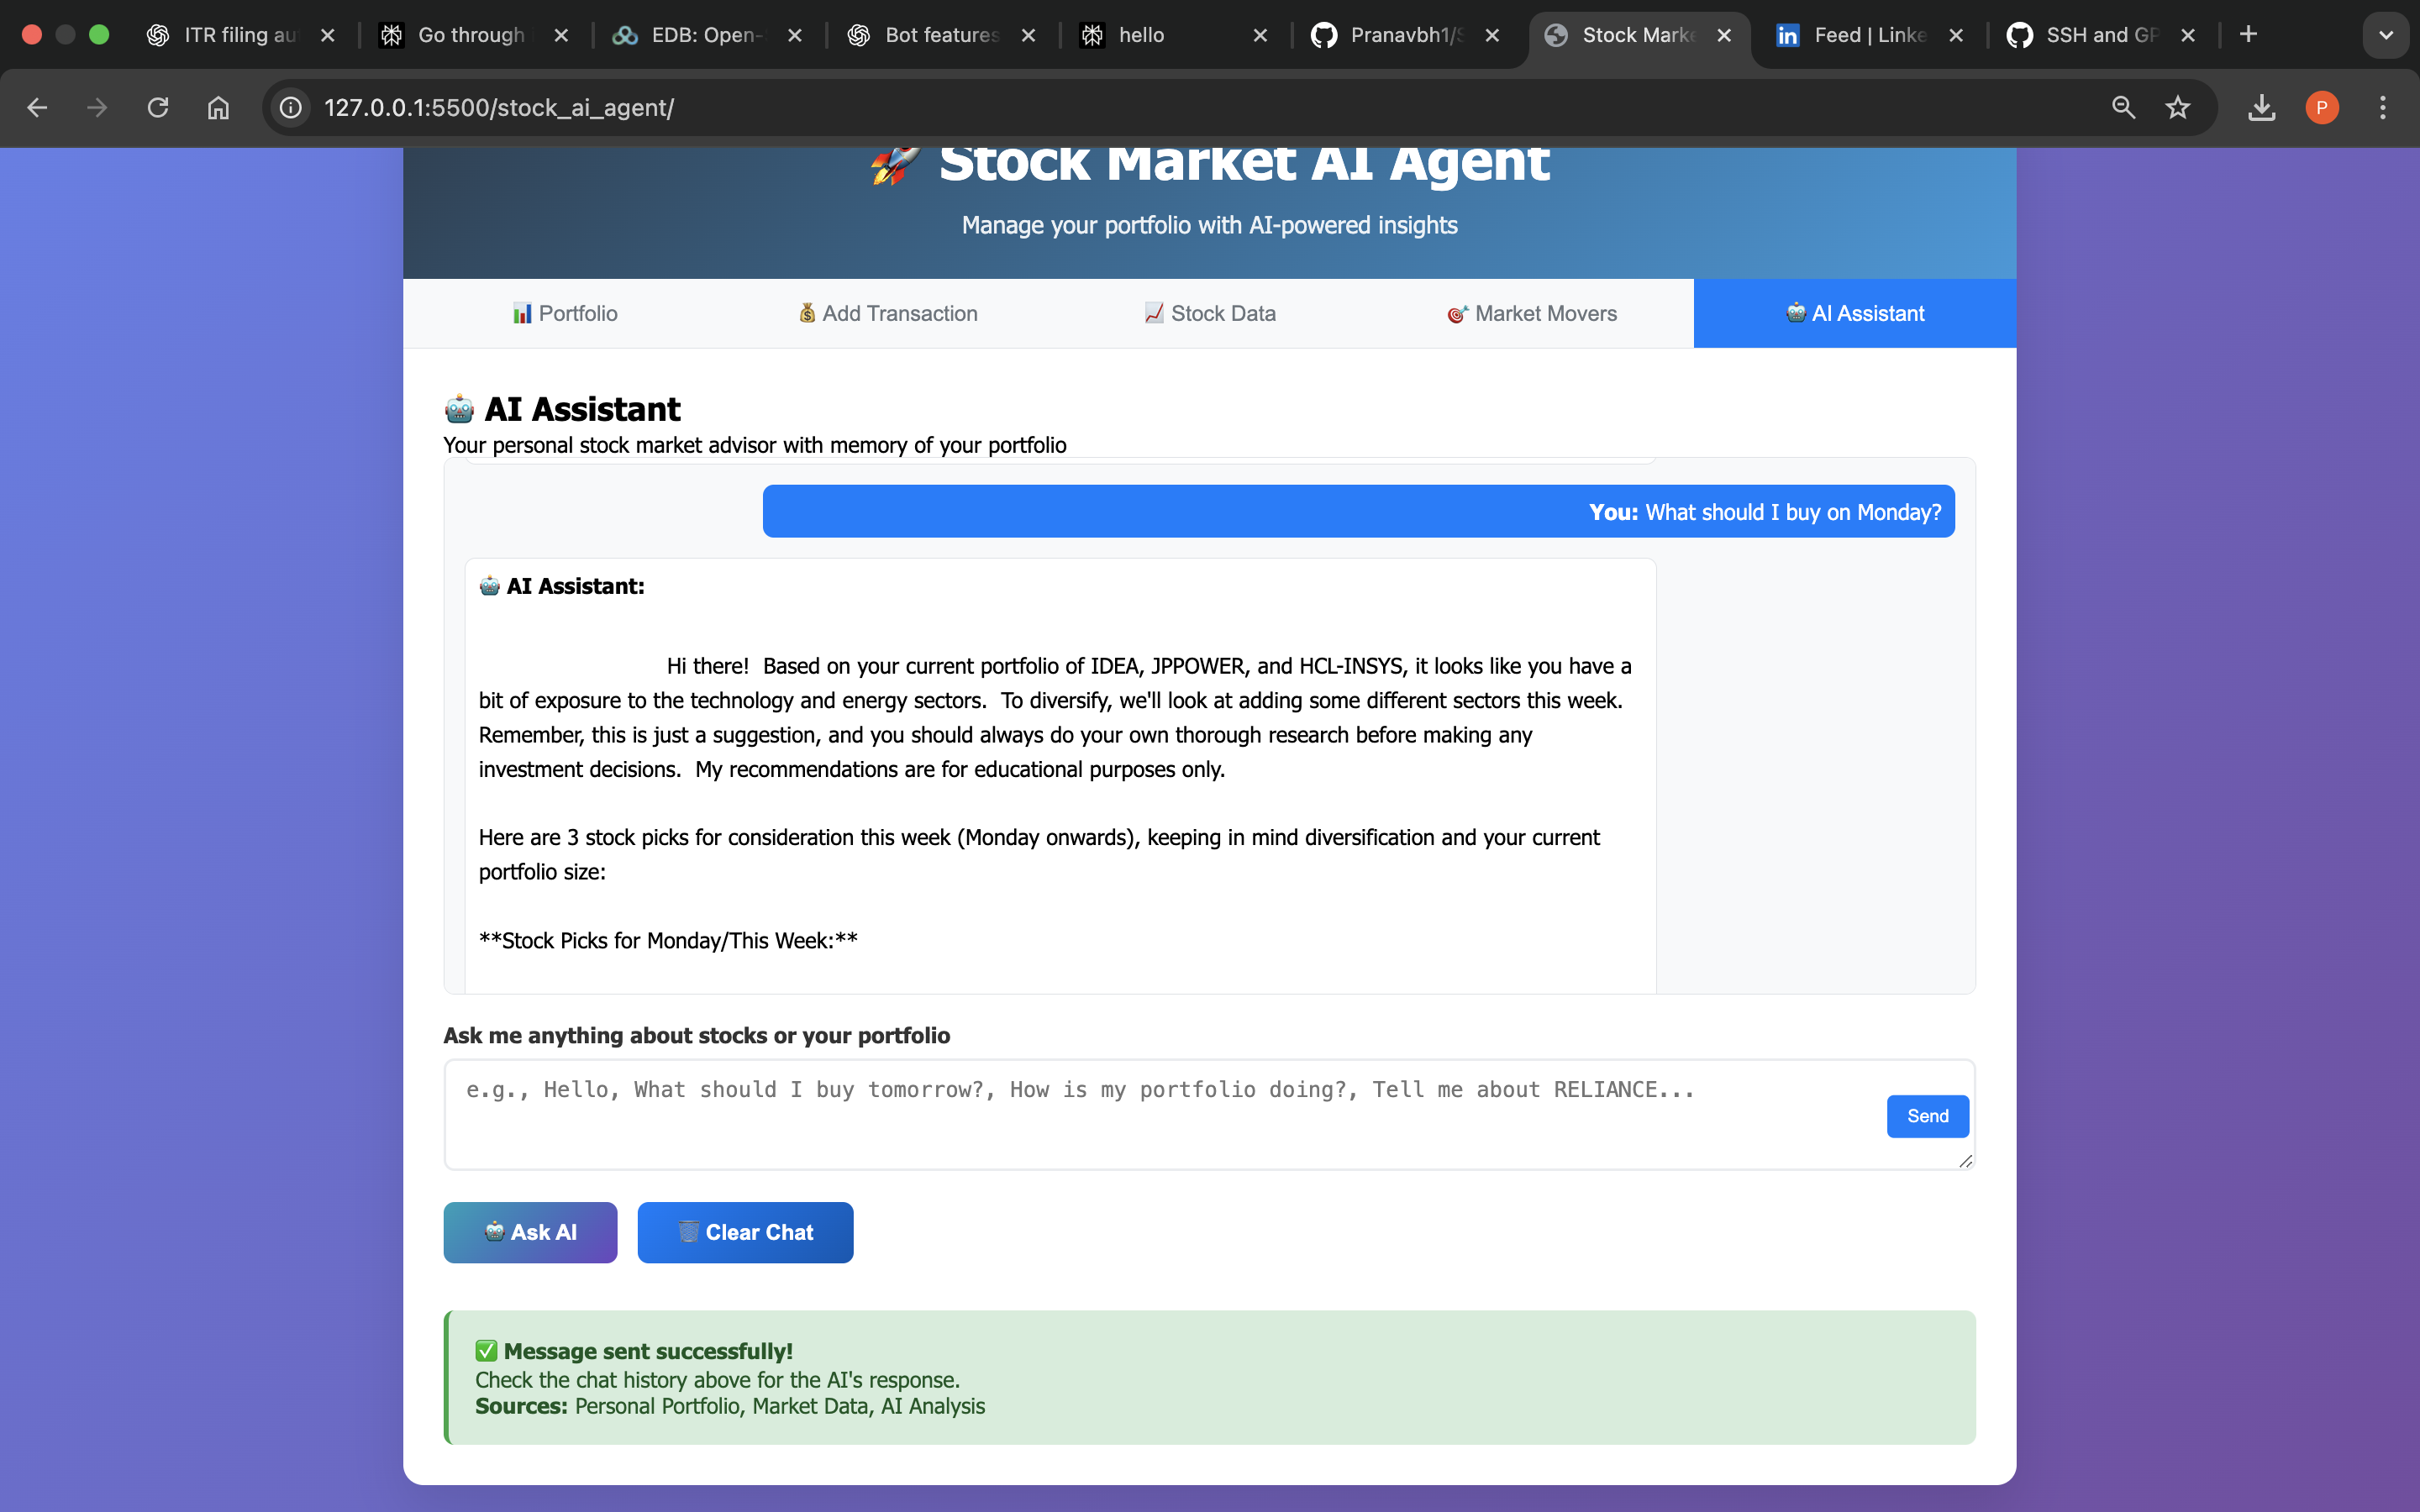 ITR filing au
Go through
EDB: Open-
Bot features
hello
Pranavbh1/S
Stock Marke
Feed | Linke
SSH and GP
127.0.0.1:5500/stock_ai_agent/
P
🚀 Stock Market AI Agent
Manage your portfolio with AI-powered insights
📊 Portfolio
💰 Add Transaction
📈 Stock Data
🎯 Market Movers
🤖 AI Assistant
🤖 AI Assistant
Your personal stock market advisor with memory of your portfolio
You: What should I buy on Monday?
🤖 AI Assistant:
Hi there!  Based on your current portfolio of IDEA, JPPOWER, and HCL-INSYS, it looks like you have a
bit of exposure to the technology and energy sectors.  To diversify, we'll look at adding some different sectors this week.
Remember, this is just a suggestion, and you should always do your own thorough research before making any
investment decisions.  My recommendations are for educational purposes only.
Here are 3 stock picks for consideration this week (Monday onwards), keeping in mind diversification and your current
portfolio size:
**Stock Picks for Monday/This Week:**
Ask me anything about stocks or your portfolio
e.g., Hello, What should I buy tomorrow?, How is my portfolio doing?, Tell me about RELIANCE...
Send
🤖 Ask AI
🗑️ Clear Chat
✅ Message sent successfully!
Check the chat history above for the AI's response.
Sources: Personal Portfolio, Market Data, AI Analysis